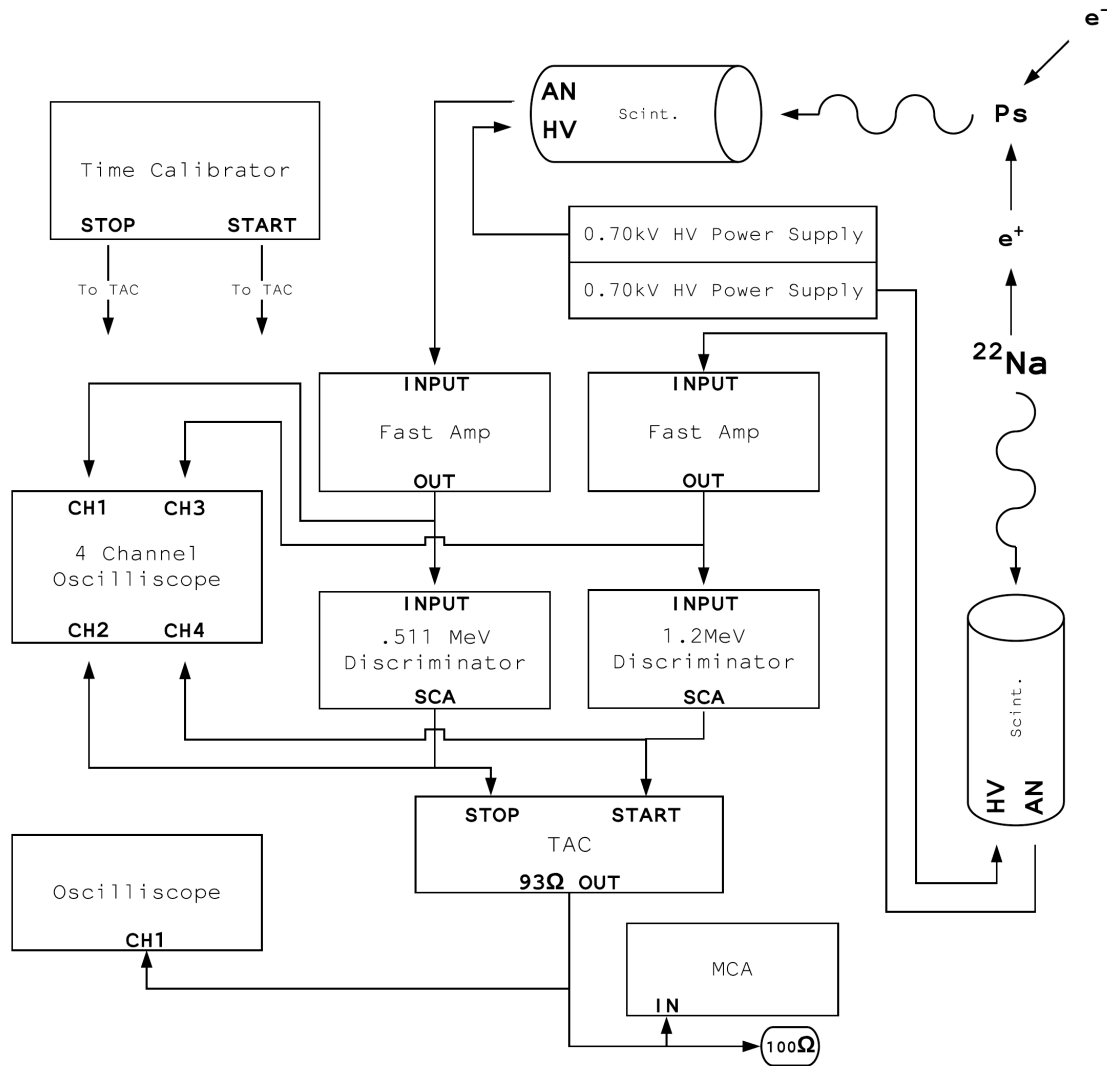 e⁻
AN
HV
Scint.
Ps
Time Calibrator
STOP START
To TAC To TAC
0.70kV HV Power Supply
0.70kV HV Power Supply
e⁺
²²Na
INPUT
Fast Amp
OUT
INPUT
Fast Amp
OUT
CH1 CH3
4 Channel
Oscilliscope
CH2 CH4
INPUT
.511 MeV
Discriminator
SCA
INPUT
1.2MeV
Discriminator
SCA
Scint.
HV
AN
STOP START
TAC
93Ω OUT
Oscilliscope
CH1
MCA
IN
100Ω